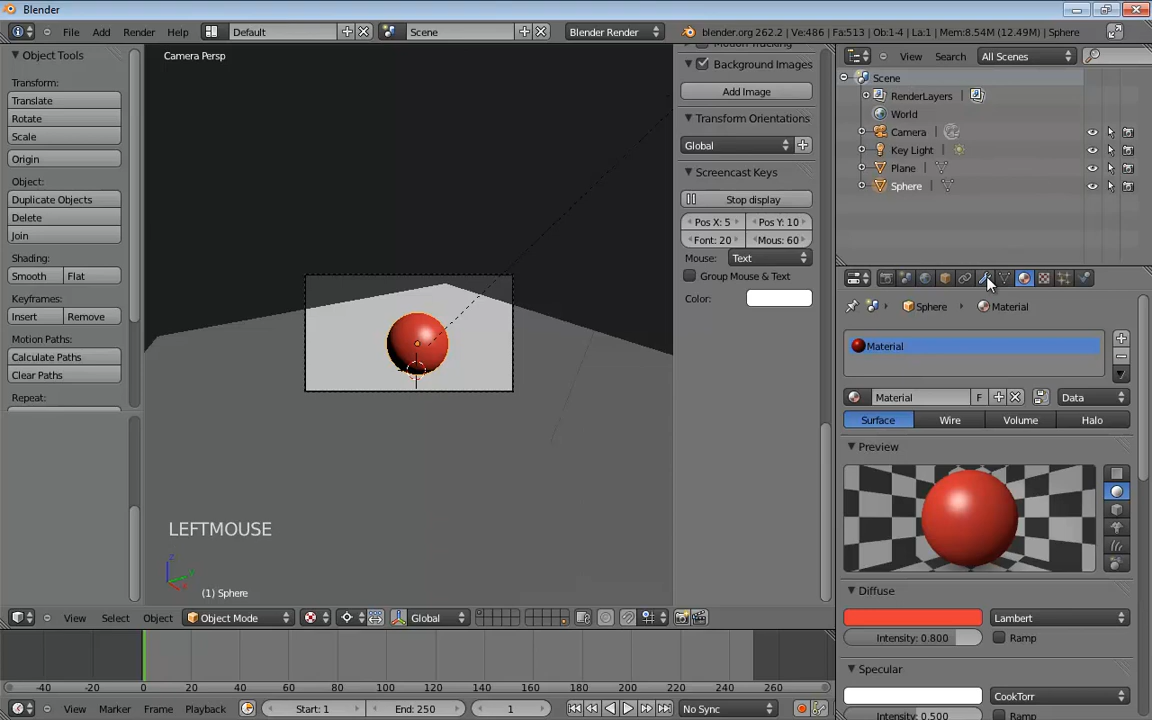 Blender
File Add Render Help Default Scene Blender Render blender.org 262.2 | Ve:486 | Fa:513 | Ob:1-4 | La:1 | Mem:8.54M (12.49M) | Sphere
Object Tools
Transform:
Translate
Rotate
Scale
Origin
Object:
Duplicate Objects
Delete
Join
Shading:
Smooth Flat
Keyframes:
Insert Remove
Motion Paths:
Calculate Paths
Clear Paths
Repeat:
Camera Persp
LEFTMOUSE
(1) Sphere
Background Images
Add Image
Transform Orientations
Global
Screencast Keys
Stop display
Pos X: 5 Pos Y: 10
Font: 20 Mous: 60
Mouse: Text
Group Mouse & Text
Color:
View Search All Scenes
Scene
RenderLayers
World
Camera
Key Light
Plane
Sphere
Sphere Material
Material
Material F Data
Surface Wire Volume Halo
Preview
Diffuse
Lambert
Intensity: 0.800 Ramp
Specular
CookTorr
Intensity: 0.500 Ramp
View Select Object Object Mode Global
-40 -20 0 20 40 60 80 100 120 140 160 180 200 220 240 260
View Marker Frame Playback Start: 1 End: 250 1 No Sync